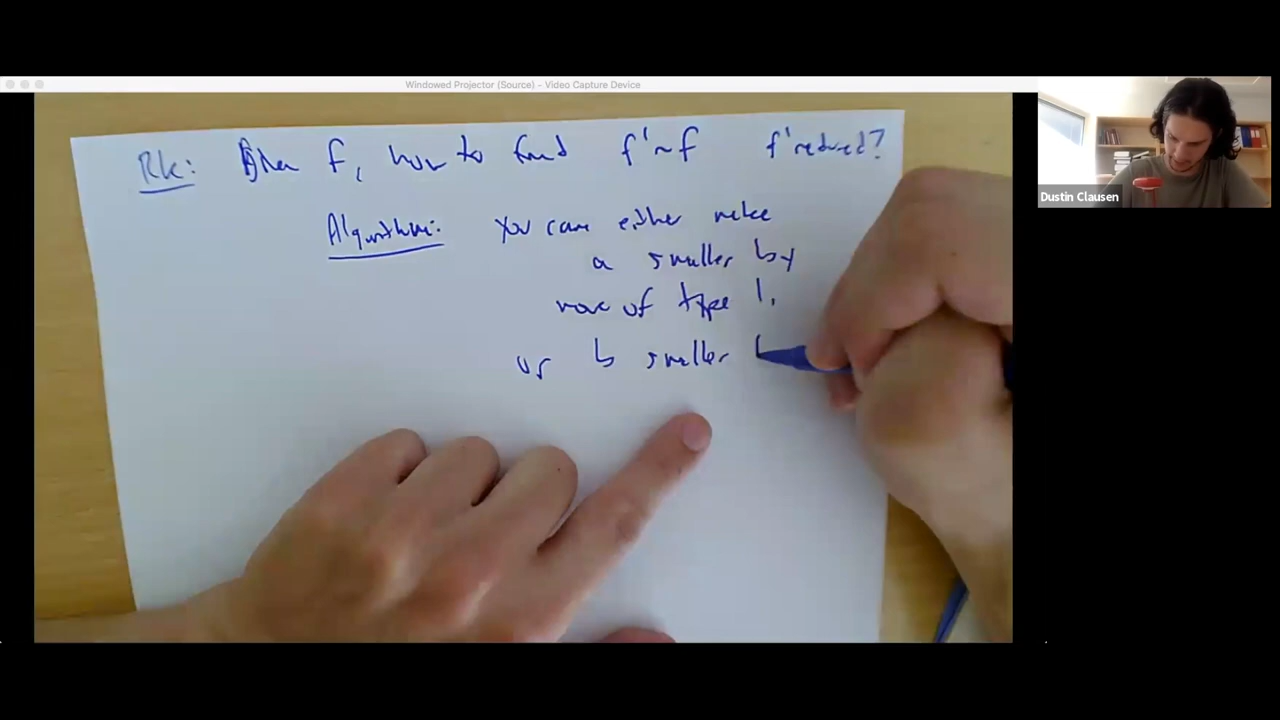 Windowed Projector (Source) - Video Capture Device
Rk: Given f, how to find f'~f f' reduced?
Algorithm: You can either make
a smaller by
move of type 1.
or b smaller b
Dustin Clausen